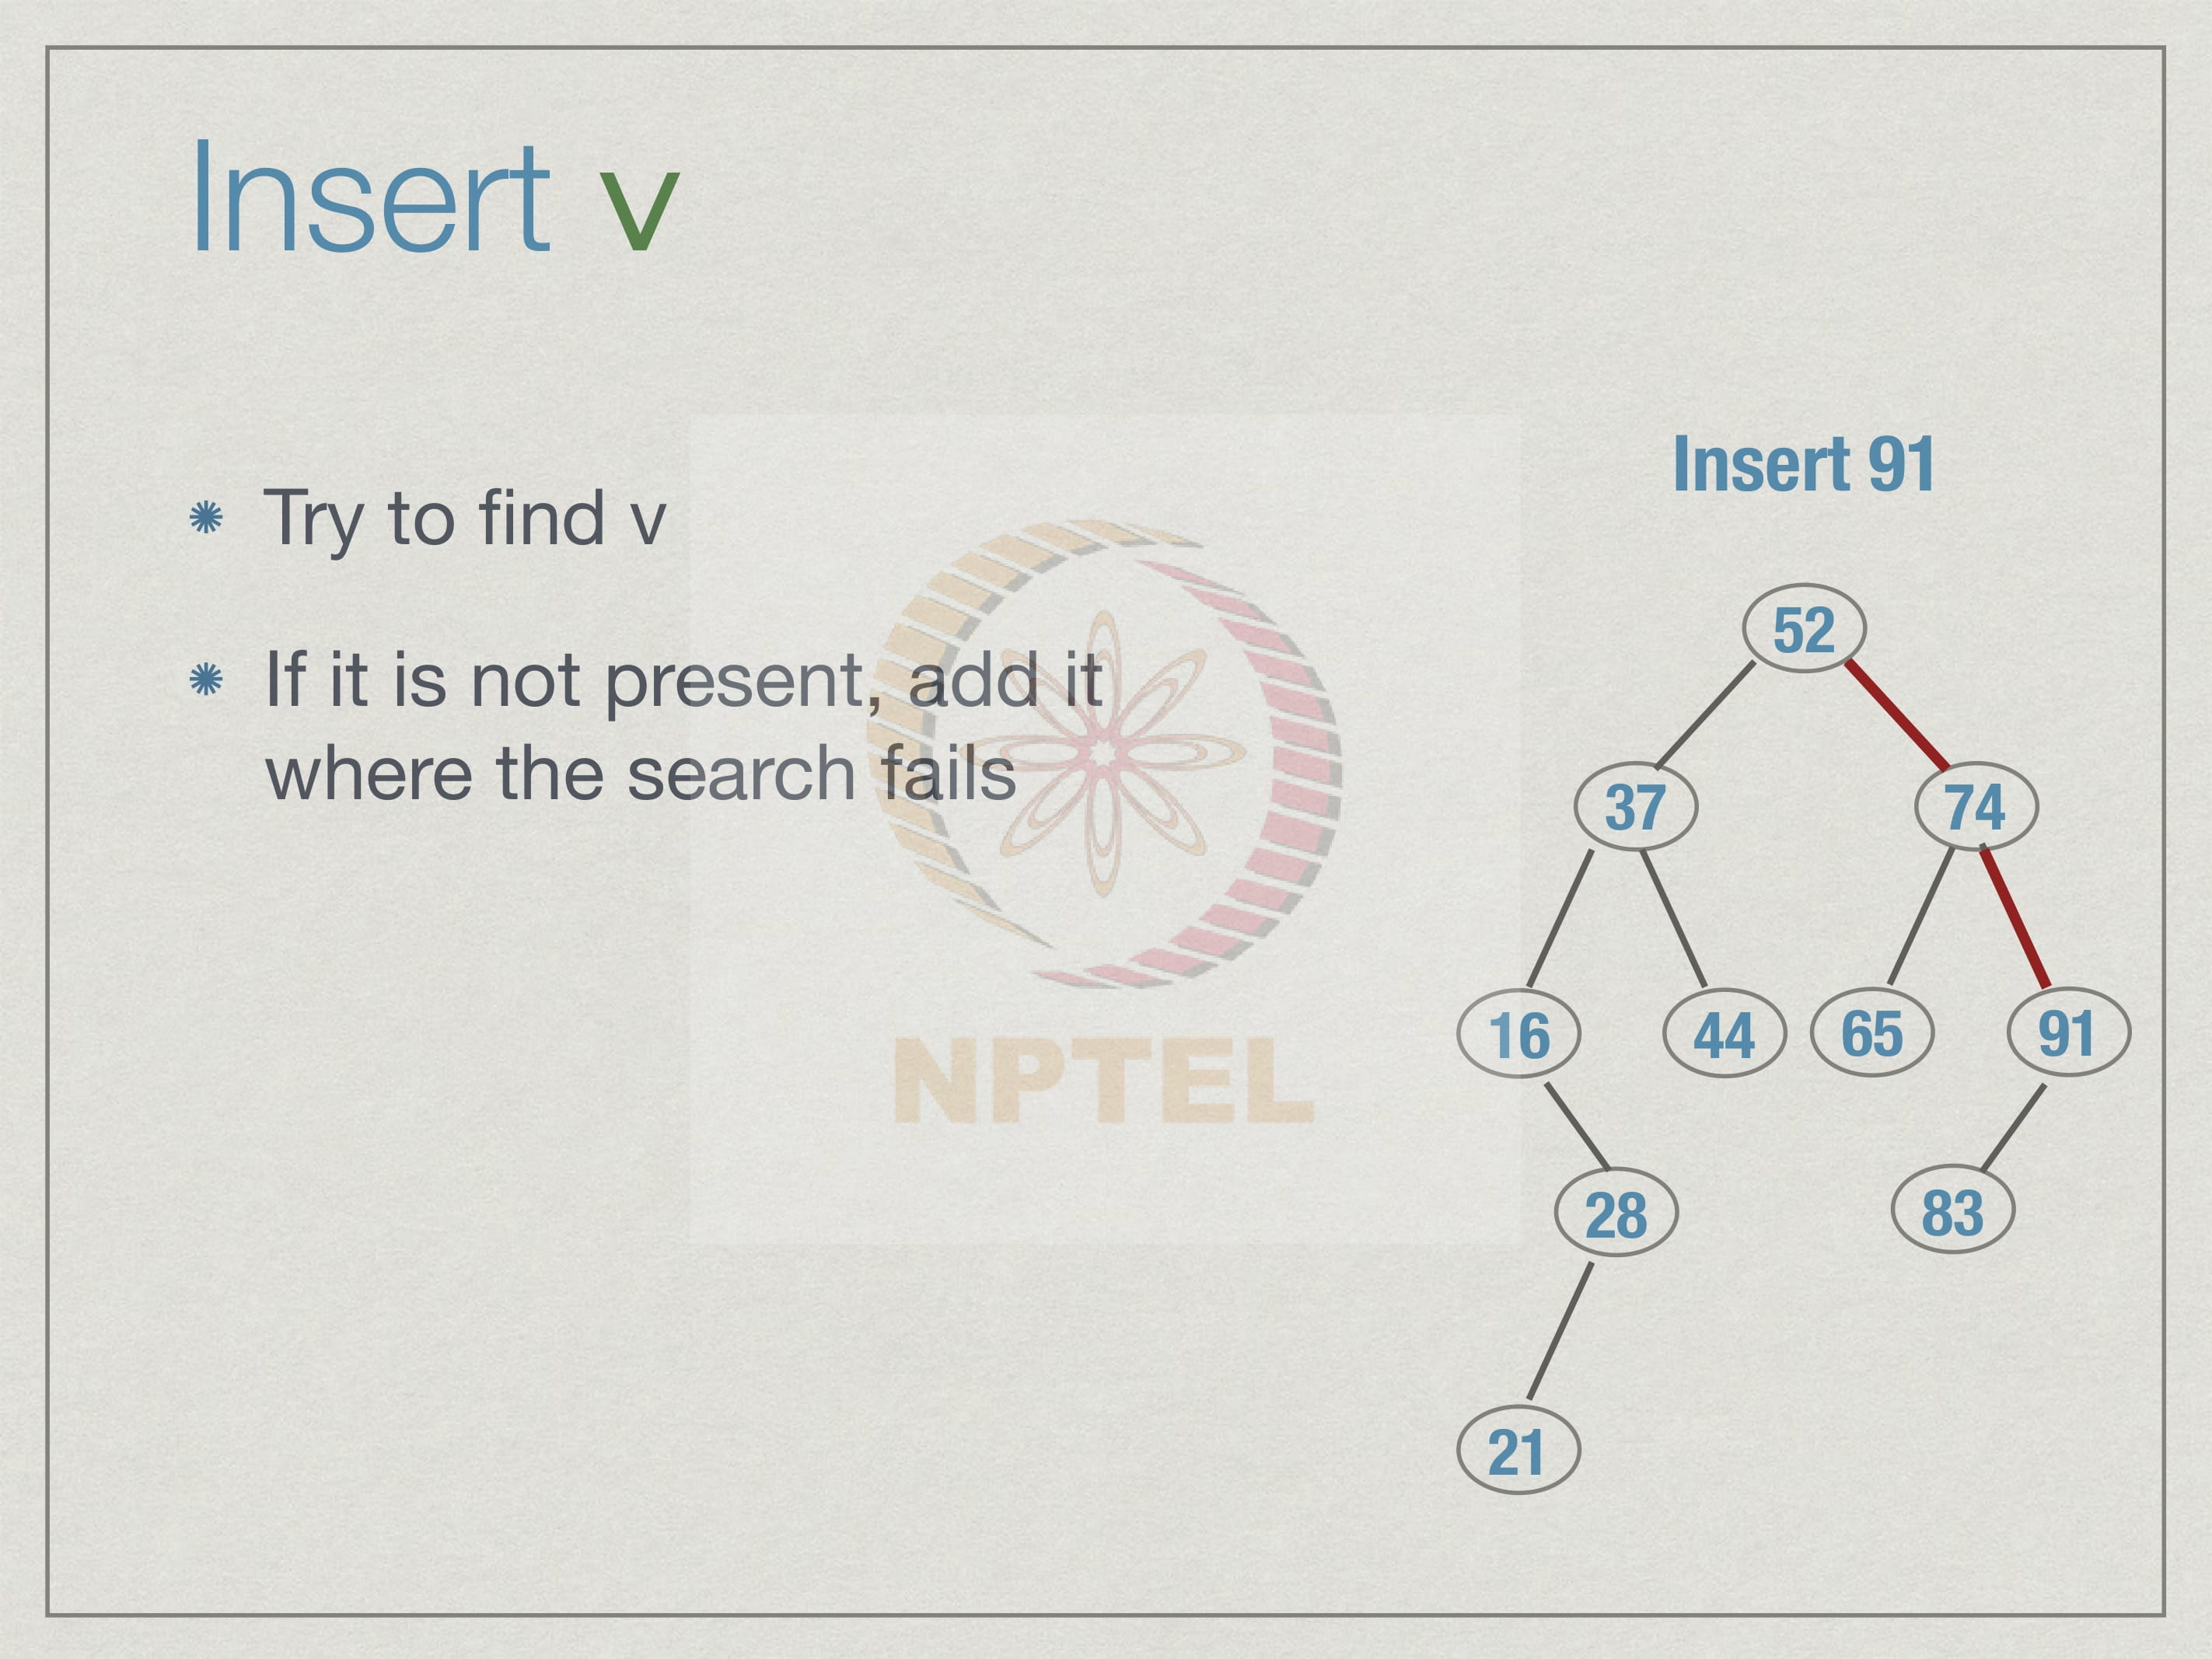 Insert v
Try to find v
If it is not present, add it
where the search fails
Insert 91
52
37
74
16
44
65
91
28
83
21
NPTEL